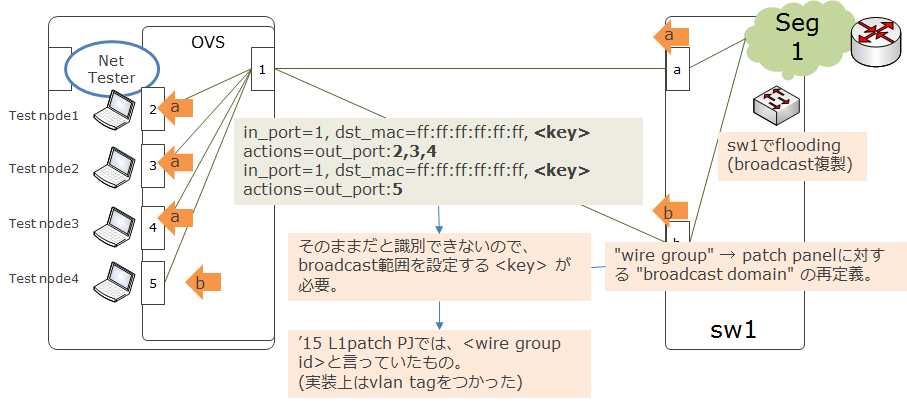 OVS
Net
Tester
1
Test node1
2
a
Test node2
3
a
Test node3
4
a
Test node4
5
b
in_port=1, dst_mac=ff:ff:ff:ff:ff:ff, <key>
actions=out_port:2,3,4
in_port=1, dst_mac=ff:ff:ff:ff:ff:ff, <key>
actions=out_port:5
そのままだと識別できないので、
broadcast範囲を設定する <key> が
必要。
’15 L1patch PJでは、<wire group
id>と言っていたもの。
(実装上はvlan tagをつかった)
a
a
Seg
1
sw1でflooding
(broadcast複製)
b
"wire group" → patch panelに対す
る "broadcast domain" の再定義。
sw1